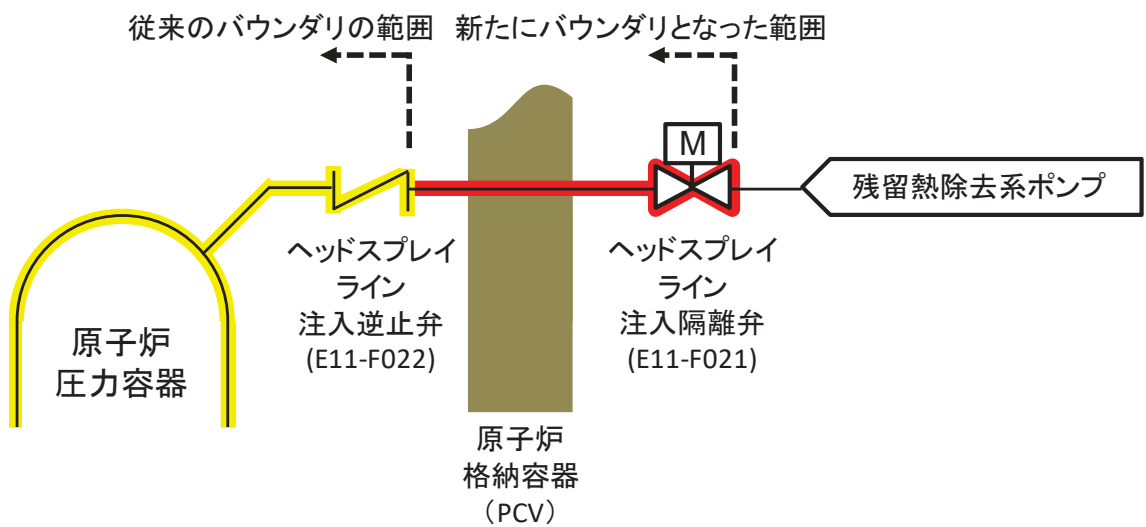 従来のバウンダリの範囲
新たにバウンダリとなった範囲
M
残留熱除去系ポンプ
ヘッドスプレイ
ライン
注入逆止弁
(E11-F022)
ヘッドスプレイ
ライン
注入隔離弁
(E11-F021)
原子炉
圧力容器
原子炉
格納容器
（PCV）